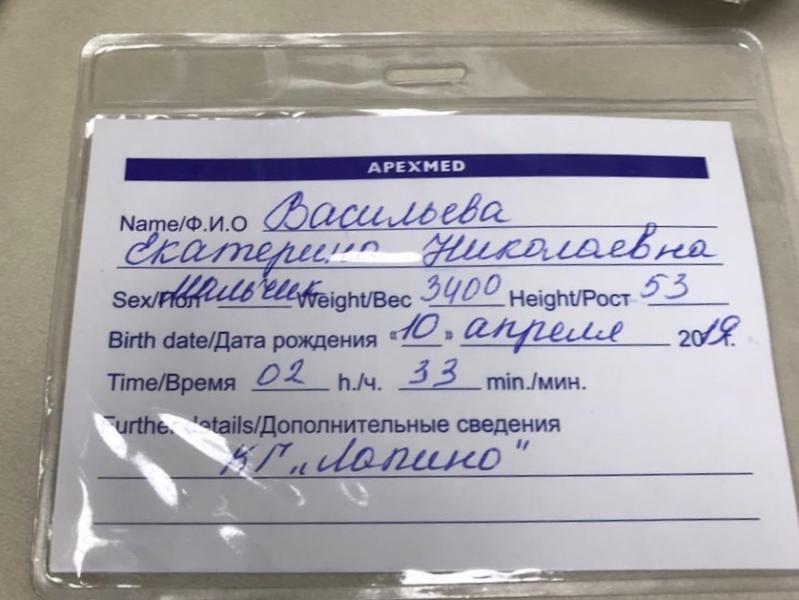 APEXMED
Name/Ф.И.О Васильева
Екатерина Николаевна
Sex/Пол Мальчик Weight/Вес 3400 Height/Рост 53
Birth date/Дата рождения «10» апреля 2019г.
Time/Время 02 h./ч. 33 min./мин.
Further details/Дополнительные сведения
КГ „Лапино"